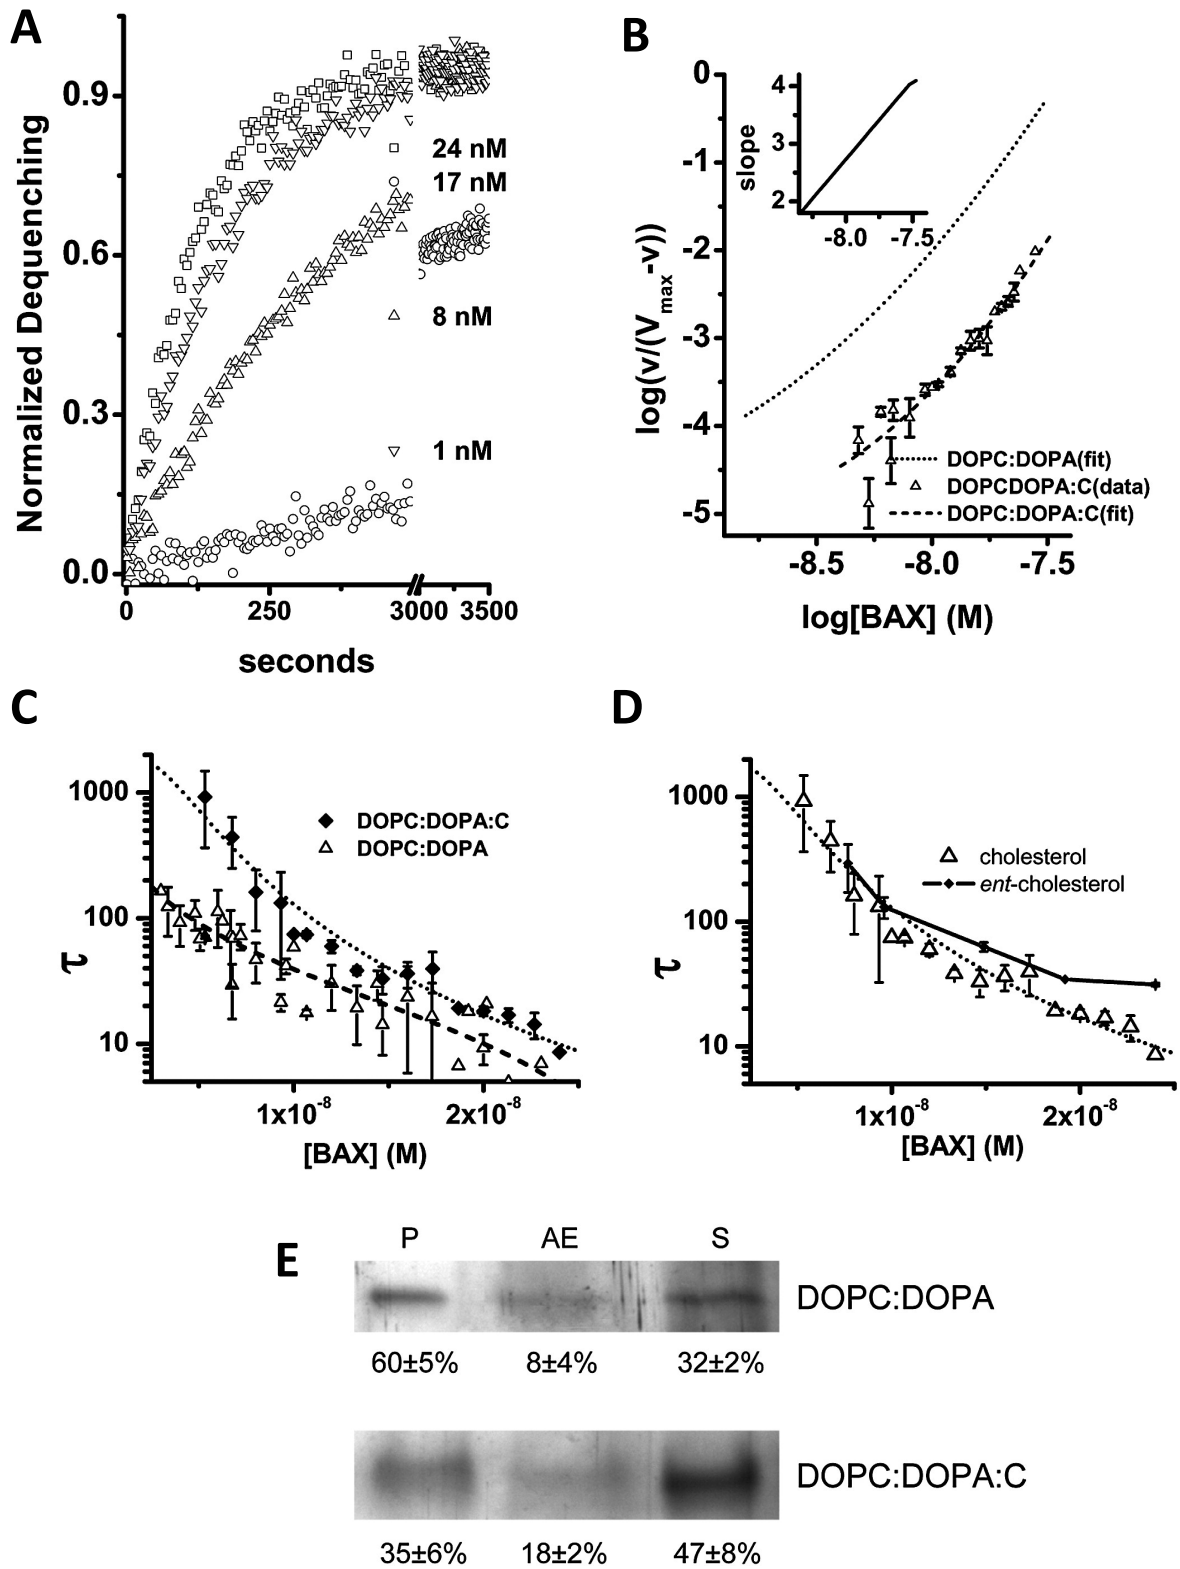 A
Normalized Dequenching
0.9
0.6
0.3
0.0
24 nM
17 nM
8 nM
1 nM
0
250
3000
3500
seconds
B
log(v/(Vmax-v))
0
-1
-2
-3
-4
-5
slope
4
3
2
-8.0
-7.5
DOPC:DOPA(fit)
DOPCDOPA:C(data)
DOPC:DOPA:C(fit)
-8.5
-8.0
-7.5
log[BAX] (M)
C
τ
1000
100
10
DOPC:DOPA:C
DOPC:DOPA
1x10-8
2x10-8
[BAX] (M)
D
τ
1000
100
10
cholesterol
ent-cholesterol
1x10-8
2x10-8
[BAX] (M)
E
P AE S
DOPC:DOPA
60±5% 8±4% 32±2%
DOPC:DOPA:C
35±6% 18±2% 47±8%